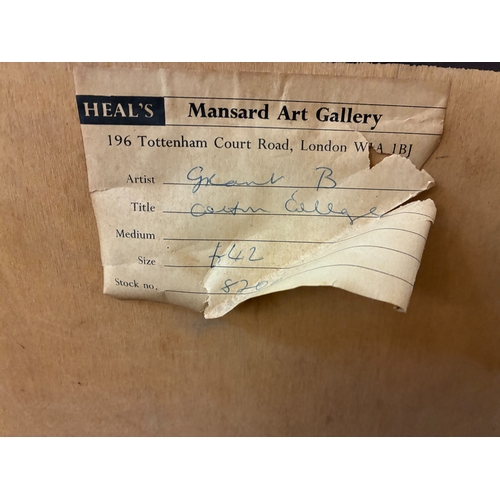 HEAL'S Mansard Art Gallery
196 Tottenham Court Road, London W1A 1BJ
Artist Grant B
Title
Medium
Size £42
Stock no. 820